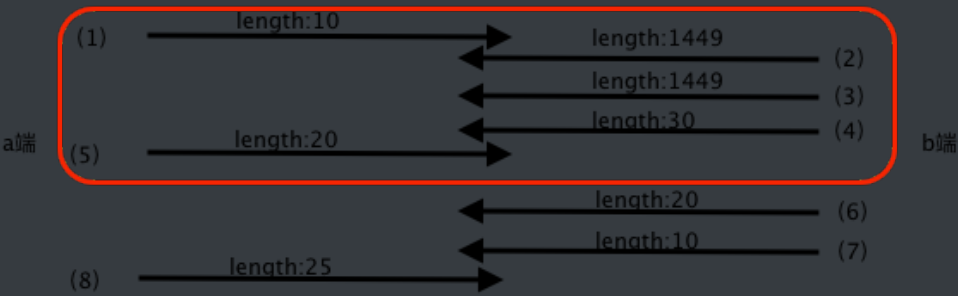 length:10
(1)
length:1449
(2)
length:1449
(3)
length:30
(4)
a端
b端
length:20
(5)
length:20
(6)
length:10
(7)
length:25
(8)